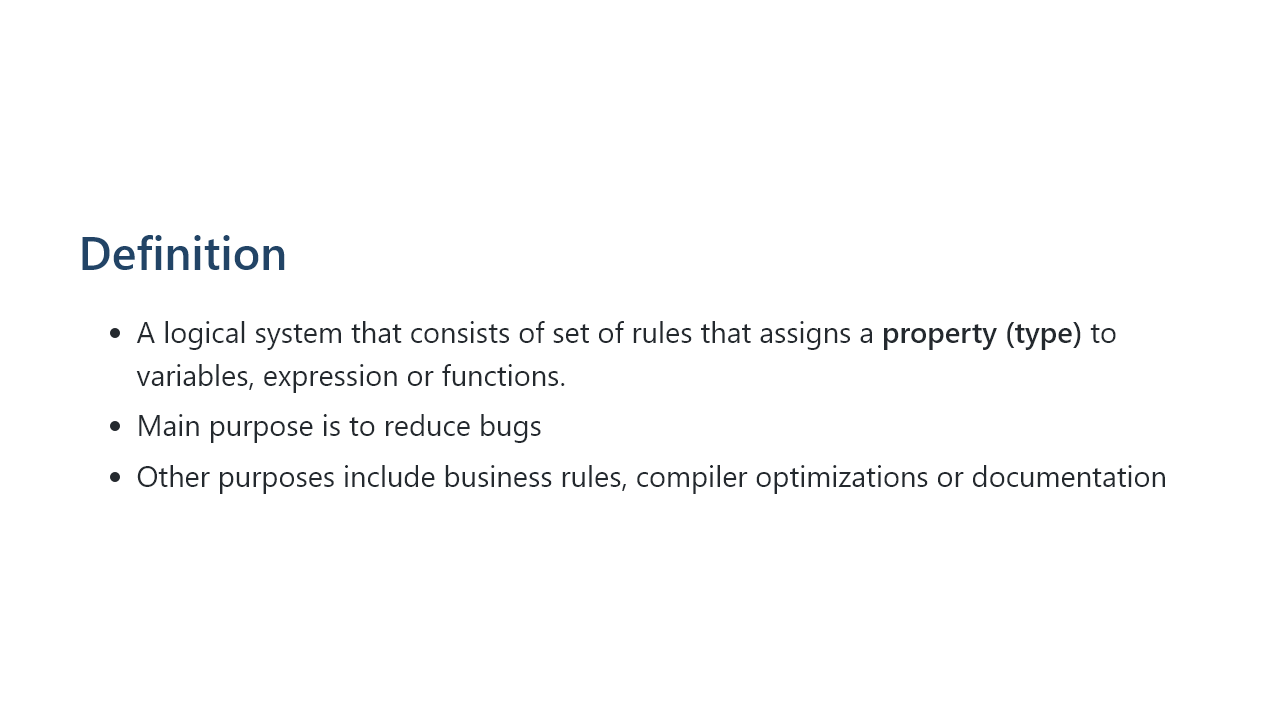 Definition
• A logical system that consists of set of rules that assigns a property (type) to
variables, expression or functions.
• Main purpose is to reduce bugs
• Other purposes include business rules, compiler optimizations or documentation